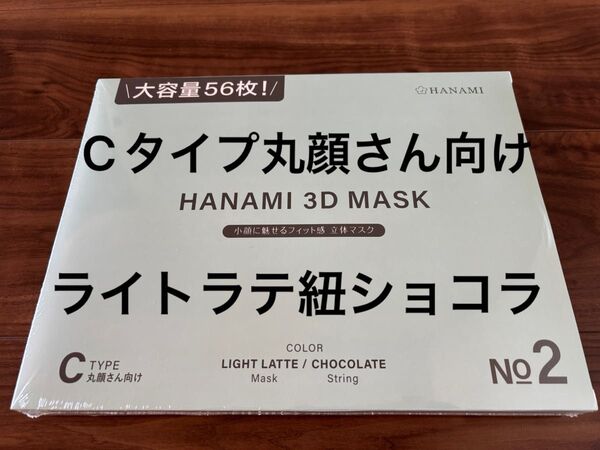 \大容量56枚!/
HANAMI
Cタイプ丸顔さん向け
HANAMI 3D MASK
小顔に魅せるフィット感 立体マスク
ライトラテ紐ショコラ
COLOR
LIGHT LATTE / CHOCOLATE
Mask String
C TYPE
丸顔さん向け
No2